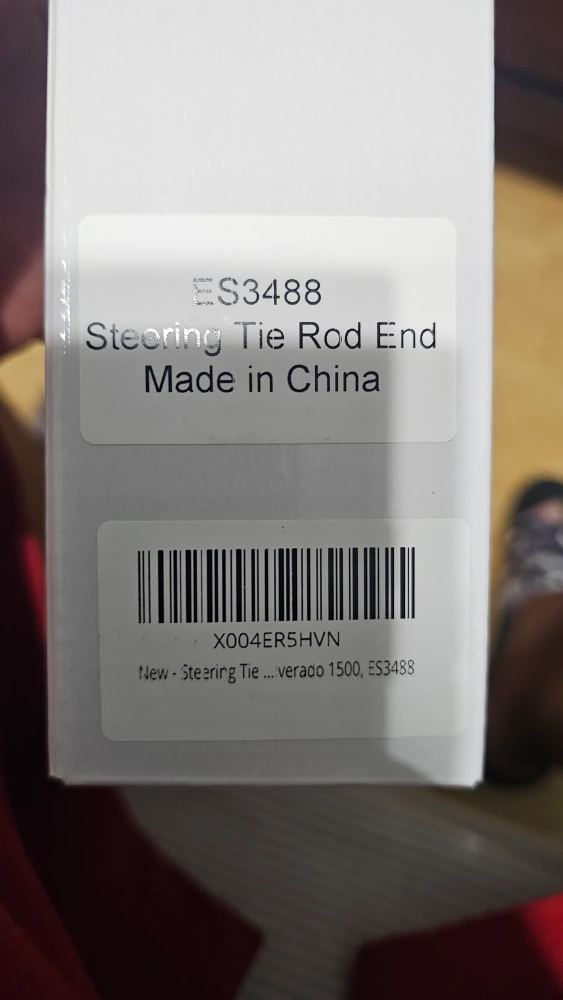 ES3488
Steering Tie Rod End
Made in China
X004ER5HVN
New - Steering Tie ...verado 1500, ES3488